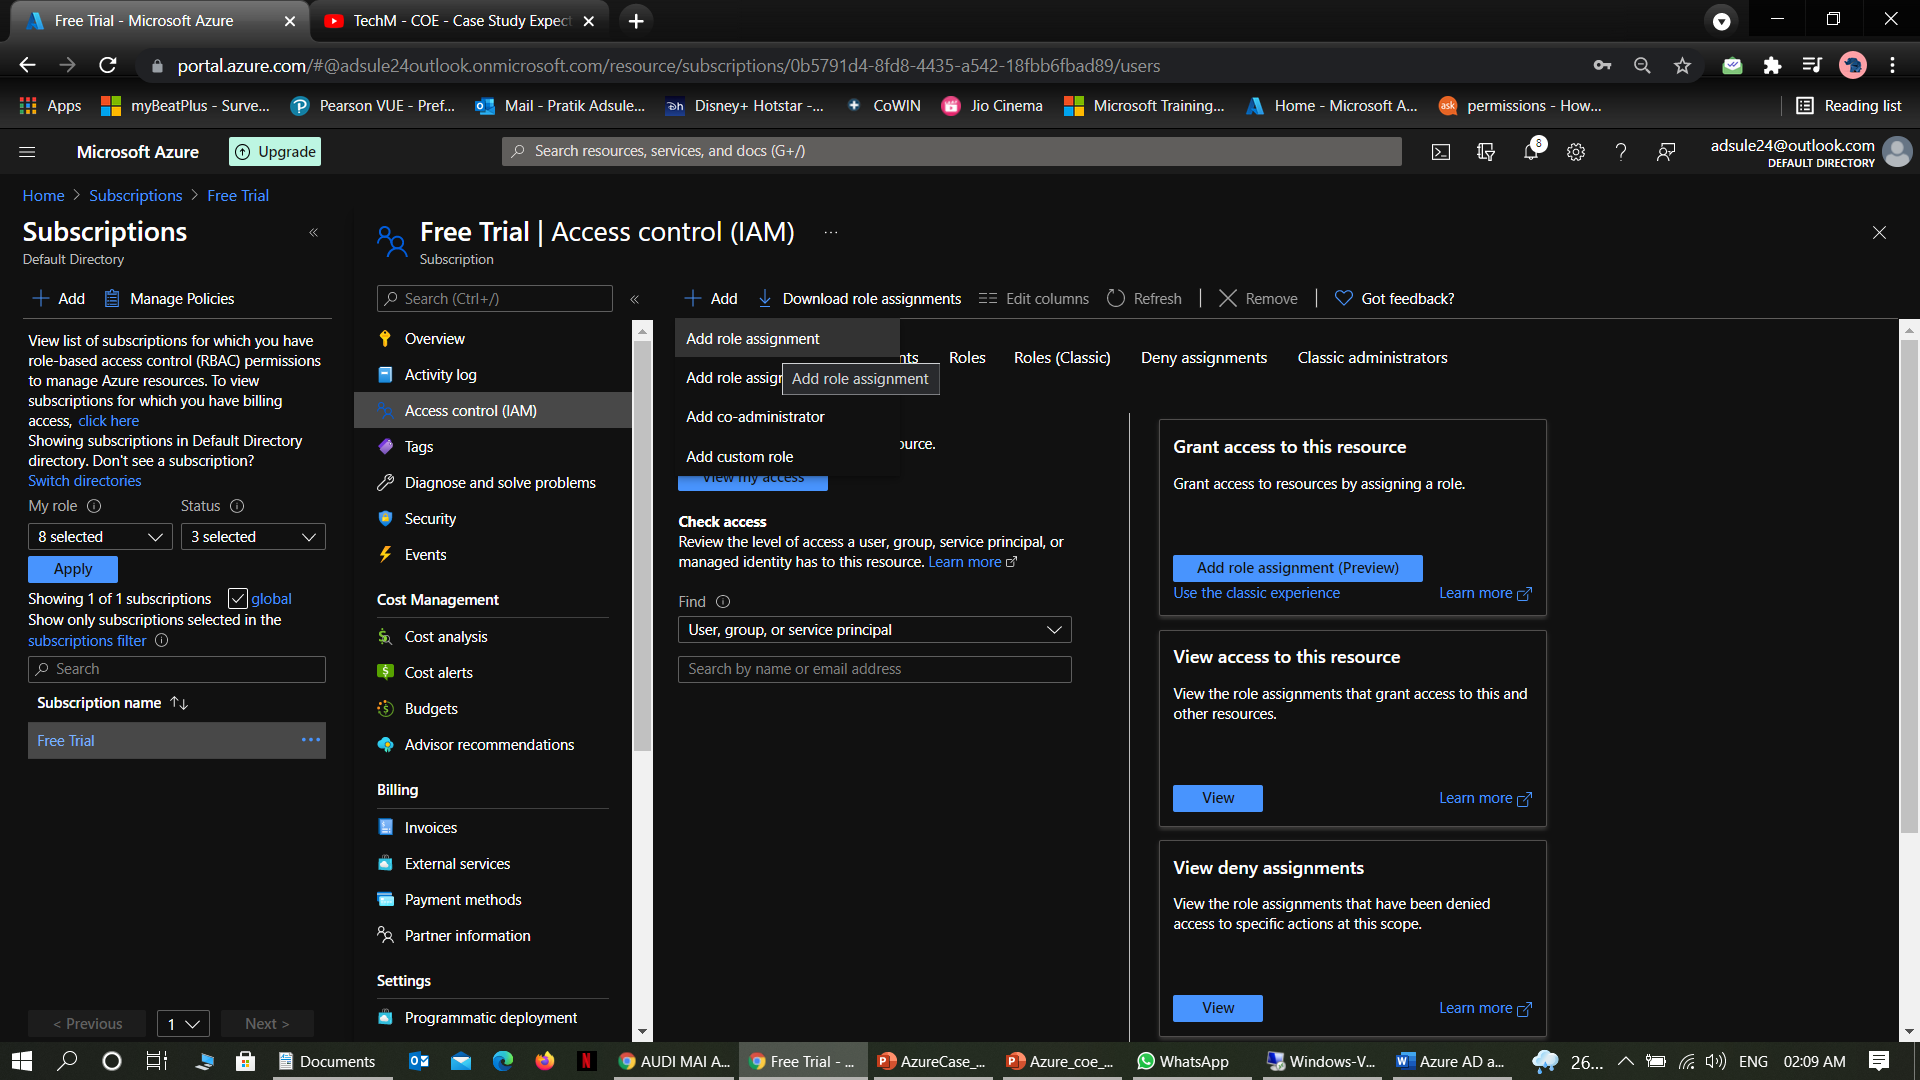 Free Trial - Microsoft Azure
TechM - COE - Case Study Expect
portal.azure.com/#@adsule24outlook.onmicrosoft.com/resource/subscriptions/0b5791d4-8fd8-4435-a542-18fbb6fbad89/users
Apps
myBeatPlus - Surve...
Pearson VUE - Pref...
Mail - Pratik Adsule...
Disney+ Hotstar -...
CoWIN
Jio Cinema
Microsoft Training...
Home - Microsoft A...
ask
permissions - How...
Reading list
Microsoft Azure
Upgrade
Search resources, services, and docs (G+/)
8
adsule24@outlook.com
DEFAULT DIRECTORY
Home > Subscriptions > Free Trial
Subscriptions
Default Directory
Free Trial | Access control (IAM)
Subscription
Add
Manage Policies
View list of subscriptions for which you have
role-based access control (RBAC) permissions
to manage Azure resources. To view
subscriptions for which you have billing
access, click here
Showing subscriptions in Default Directory
directory. Don't see a subscription?
Switch directories
My role
Status
8 selected
3 selected
Apply
Showing 1 of 1 subscriptions
global
Show only subscriptions selected in the
subscriptions filter
Search
Subscription name
Free Trial
< Previous
1
Next >
Search (Ctrl+/)
Overview
Activity log
Access control (IAM)
Tags
Diagnose and solve problems
Security
Events
Cost Management
Cost analysis
Cost alerts
Budgets
Advisor recommendations
Billing
Invoices
External services
Payment methods
Partner information
Settings
Programmatic deployment
Add
Download role assignments
Edit columns
Refresh
Remove
Got feedback?
Add role assignment
Add role assign
Add role assignment
Add co-administrator
Add custom role
nts
Roles
Roles (Classic)
Deny assignments
Classic administrators
ource.
View my access
Check access
Review the level of access a user, group, service principal, or
managed identity has to this resource. Learn more
Find
User, group, or service principal
Search by name or email address
Grant access to this resource
Grant access to resources by assigning a role.
Add role assignment (Preview)
Use the classic experience
Learn more
View access to this resource
View the role assignments that grant access to this and
other resources.
View
Learn more
View deny assignments
View the role assignments that have been denied
access to specific actions at this scope.
View
Learn more
Documents
AUDI MAI A...
Free Trial - ...
AzureCase_...
Azure_coe_...
WhatsApp
Windows-V...
Azure AD a...
26...
ENG
02:09 AM